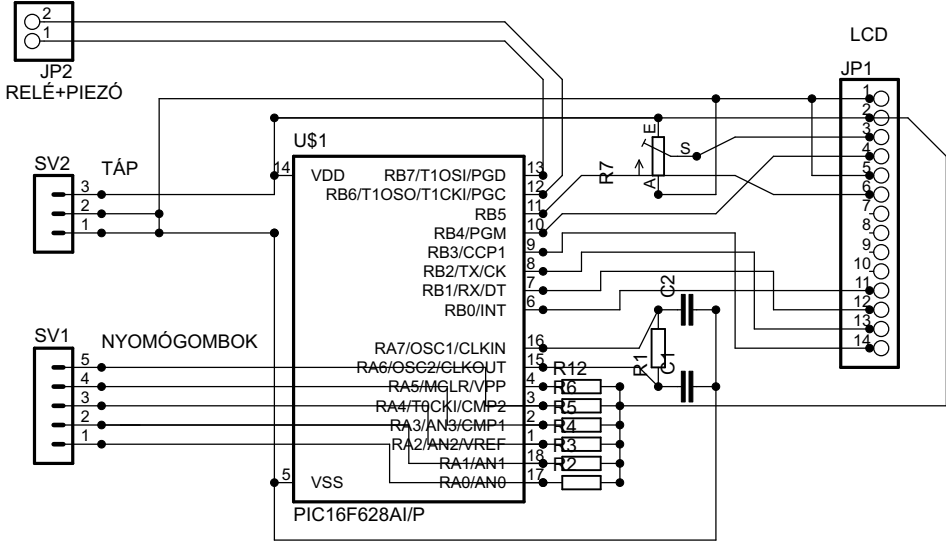 2
1
JP2
RELÉ+PIEZÓ
LCD
JP1
1
2
3
4
5
6
7
8
9
10
11
12
13
14
SV2
TÁP
3
2
1
SV1
NYOMÓGOMBOK
5
4
3
2
1
U$1
14
VDD
5
VSS
RB7/T1OSI/PGD
13
RB6/T1OSO/T1CKI/PGC
12
RB5
11
RB4/PGM
10
RB3/CCP1
9
RB2/TX/CK
8
RB1/RX/DT
7
RB0/INT
6
RA7/OSC1/CLKIN
16
RA6/OSC2/CLKOUT
15
RA5/MCLR/VPP
4
RA4/T0CKI/CMP2
3
RA3/AN3/CMP1
2
RA2/AN2/VREF
1
RA1/AN1
18
RA0/AN0
17
PIC16F628AI/P
R7
E
A
S
C2
R1
C1
R12
R6
R5
R4
R3
R2